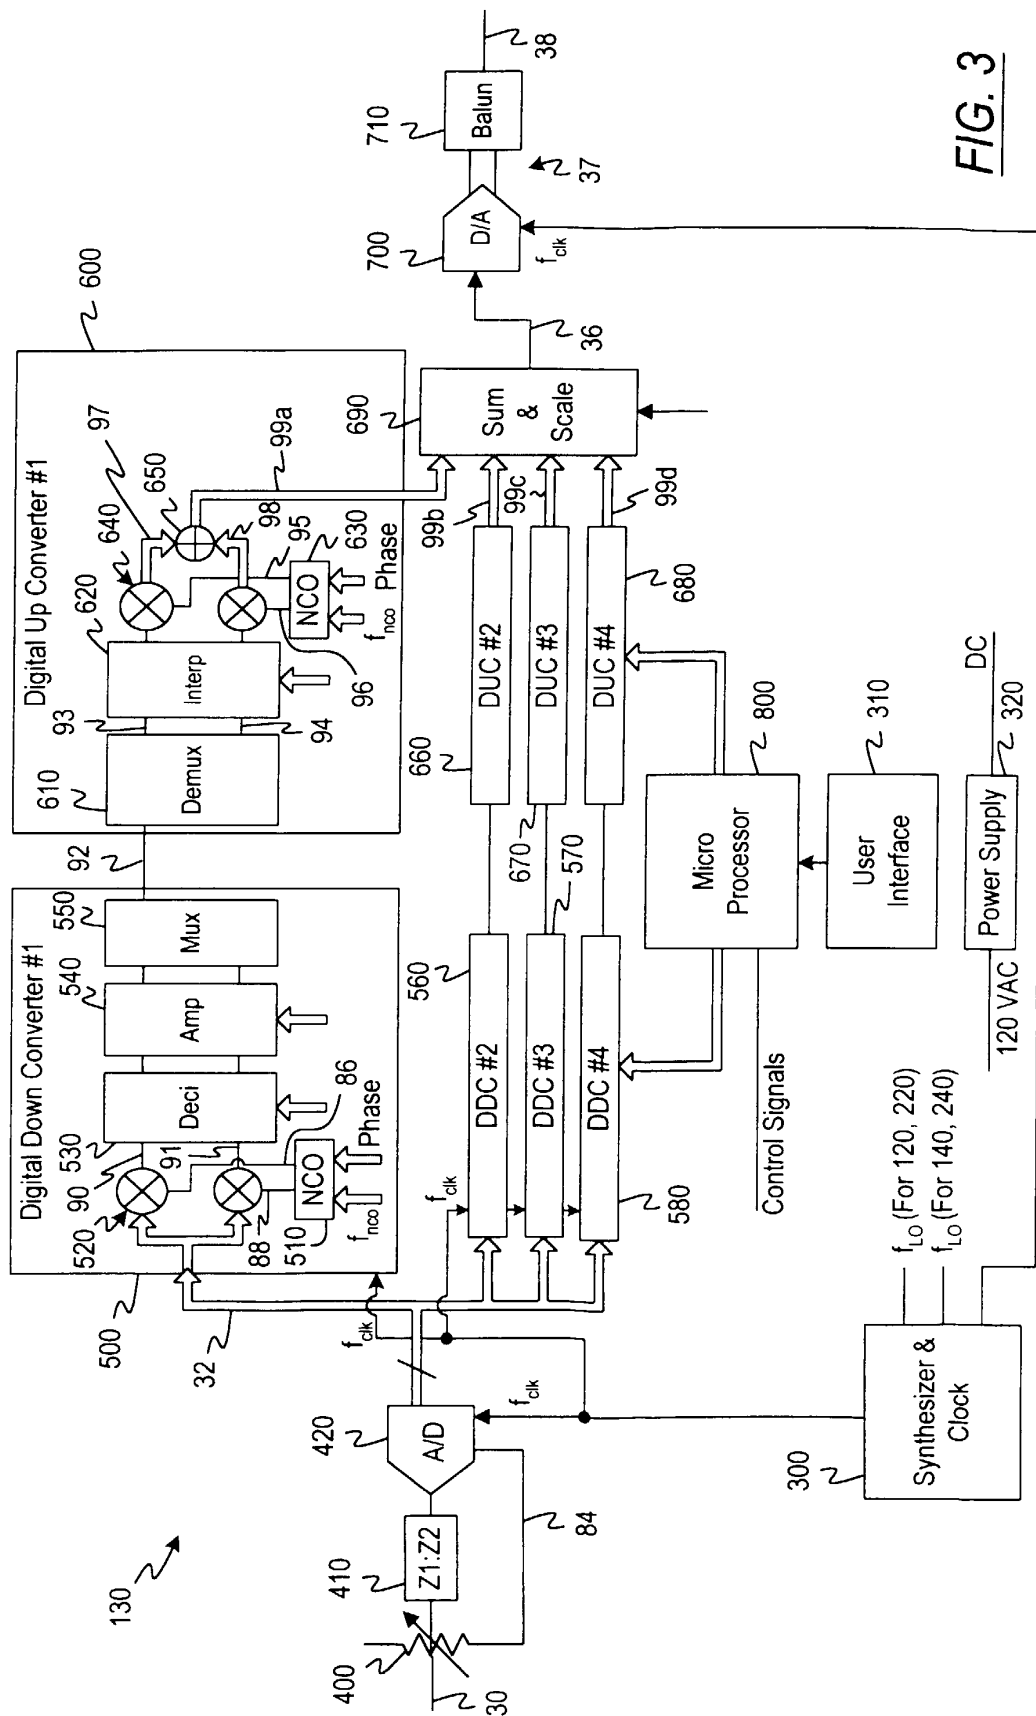 130
30
400
410
Z1:Z2
84
420
A/D
f_clk
32
500
f_clk
f_clk
Digital Down Converter #1
520
90
91
88
86
510
NCO
f_nco
Phase
530
Deci
540
Amp
550
Mux
92
Digital Up Converter #1
600
610
Demux
93
94
620
Interp
96
95
630
NCO
f_nco
Phase
640
97
650
98
99a
560
DDC #2
570
DDC #3
580
DDC #4
660
DUC #2
670
DUC #3
680
DUC #4
99b
99c
99d
690
Sum
&
Scale
36
700
D/A
f_clk
37
710
Balun
38
Control Signals
Micro
Processor
800
User
Interface
310
120 VAC
Power Supply
320
DC
300
Synthesizer &
Clock
f_LO (For 120, 220)
f_LO (For 140, 240)
FIG. 3